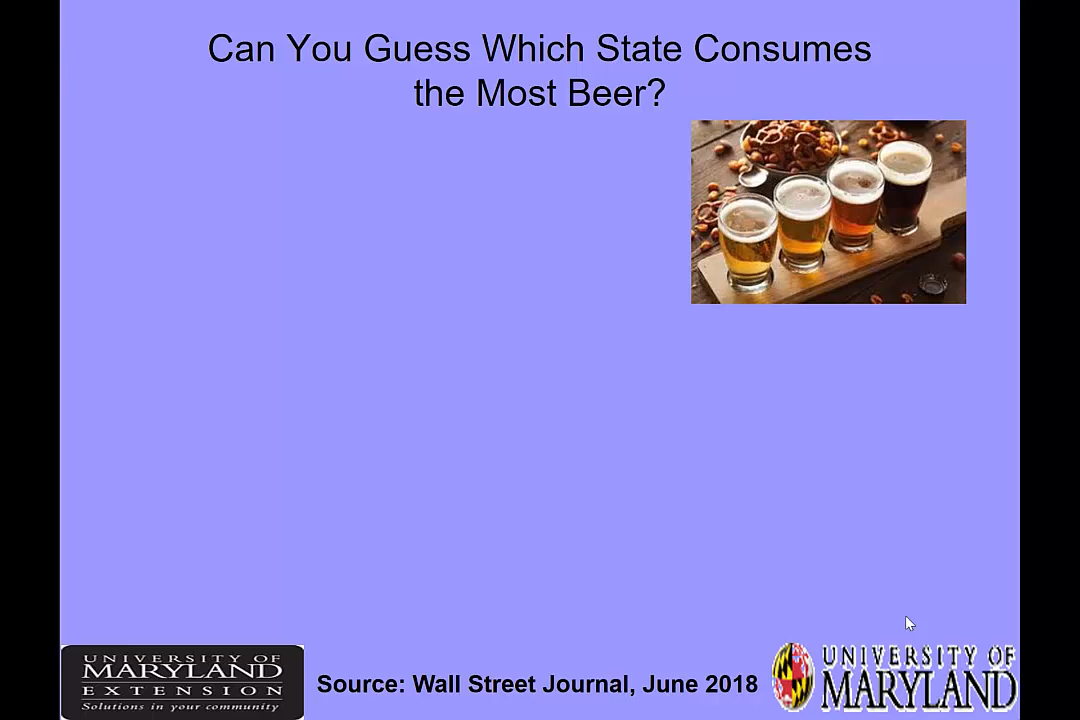 Can You Guess Which State Consumes
the Most Beer?
UNIVERSITY OF
MARYLAND
EXTENSION
Solutions in your community
Source: Wall Street Journal, June 2018
UNIVERSITY OF
MARYLAND